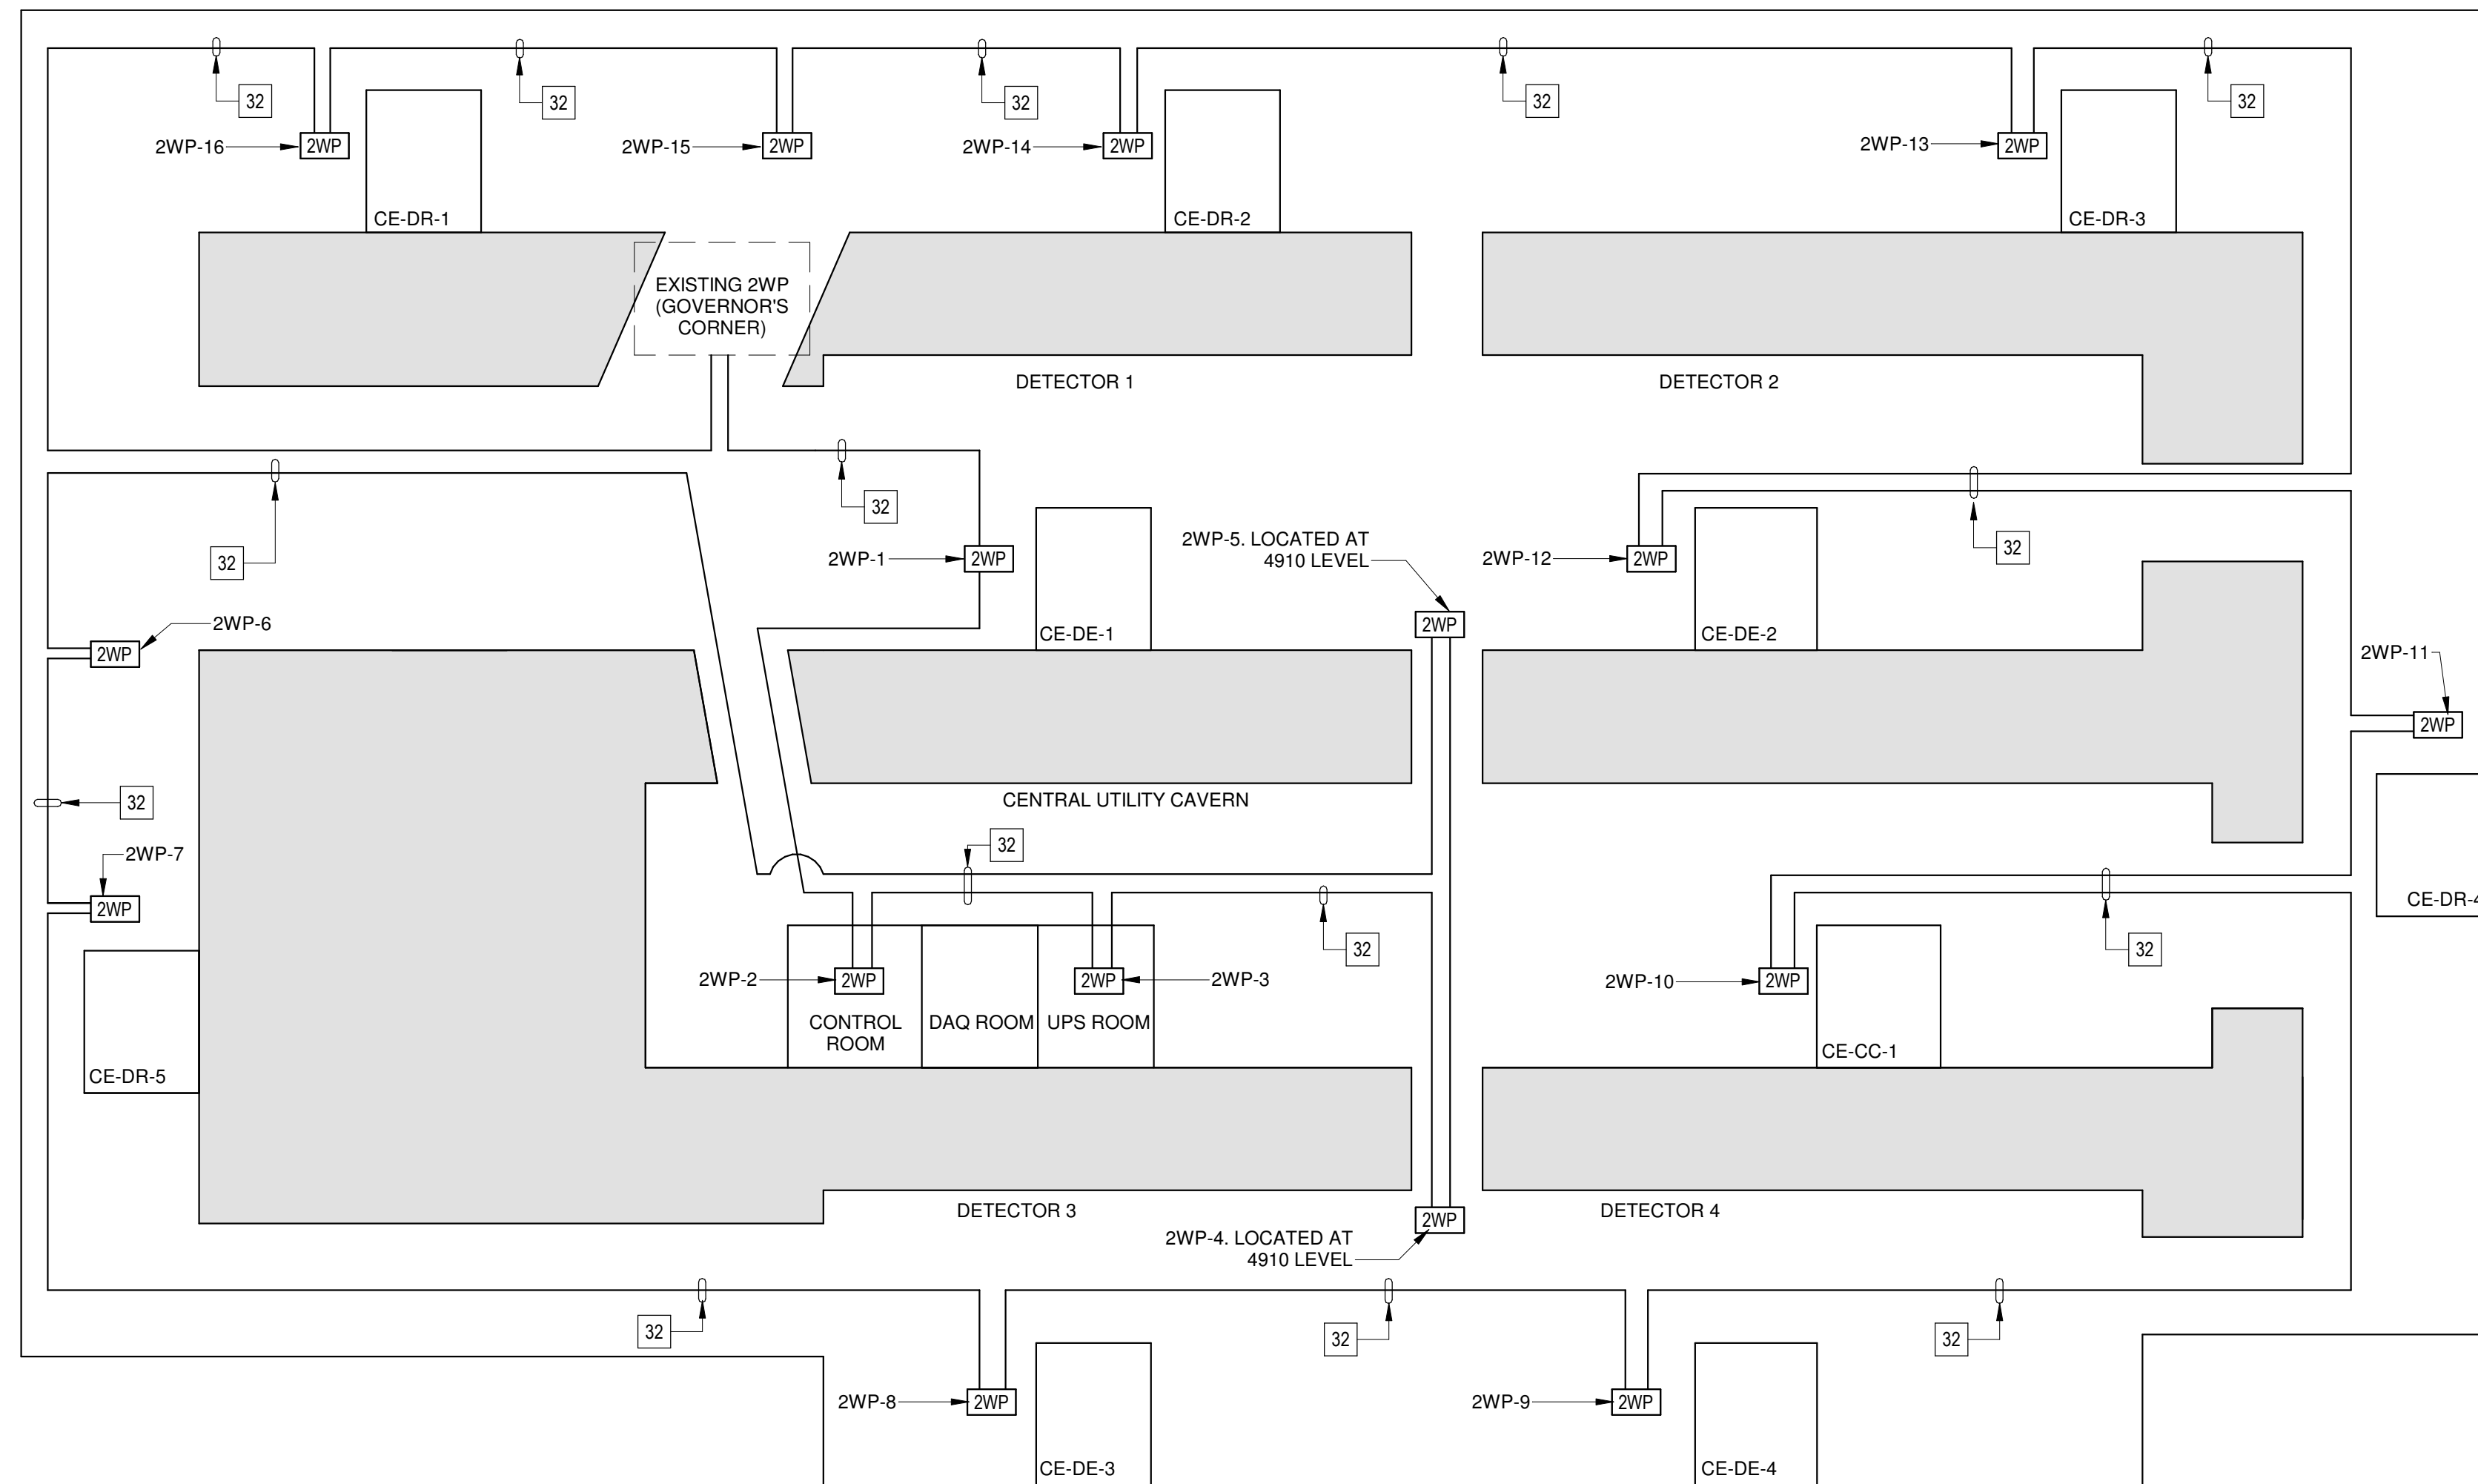 32
32
32
32
32
2WP-16
2WP
2WP-15
2WP
2WP-14
2WP
2WP-13
2WP
CE-DR-1
CE-DR-2
CE-DR-3
EXISTING 2WP
(GOVERNOR'S
CORNER)
DETECTOR 1
DETECTOR 2
32
32
32
2WP-1
2WP
2WP-5. LOCATED AT
4910 LEVEL
2WP
2WP-12
2WP
2WP-6
2WP
CE-DE-1
CE-DE-2
2WP-11
2WP
CENTRAL UTILITY CAVERN
32
32
2WP-7
2WP
CE-DR-4
32
32
2WP-2
2WP
2WP
2WP-3
2WP-10
2WP
CONTROL
ROOM
DAQ ROOM
UPS ROOM
CE-CC-1
CE-DR-5
DETECTOR 3
DETECTOR 4
2WP-4. LOCATED AT
4910 LEVEL
2WP
32
32
32
2WP-8
2WP
2WP-9
2WP
CE-DE-3
CE-DE-4